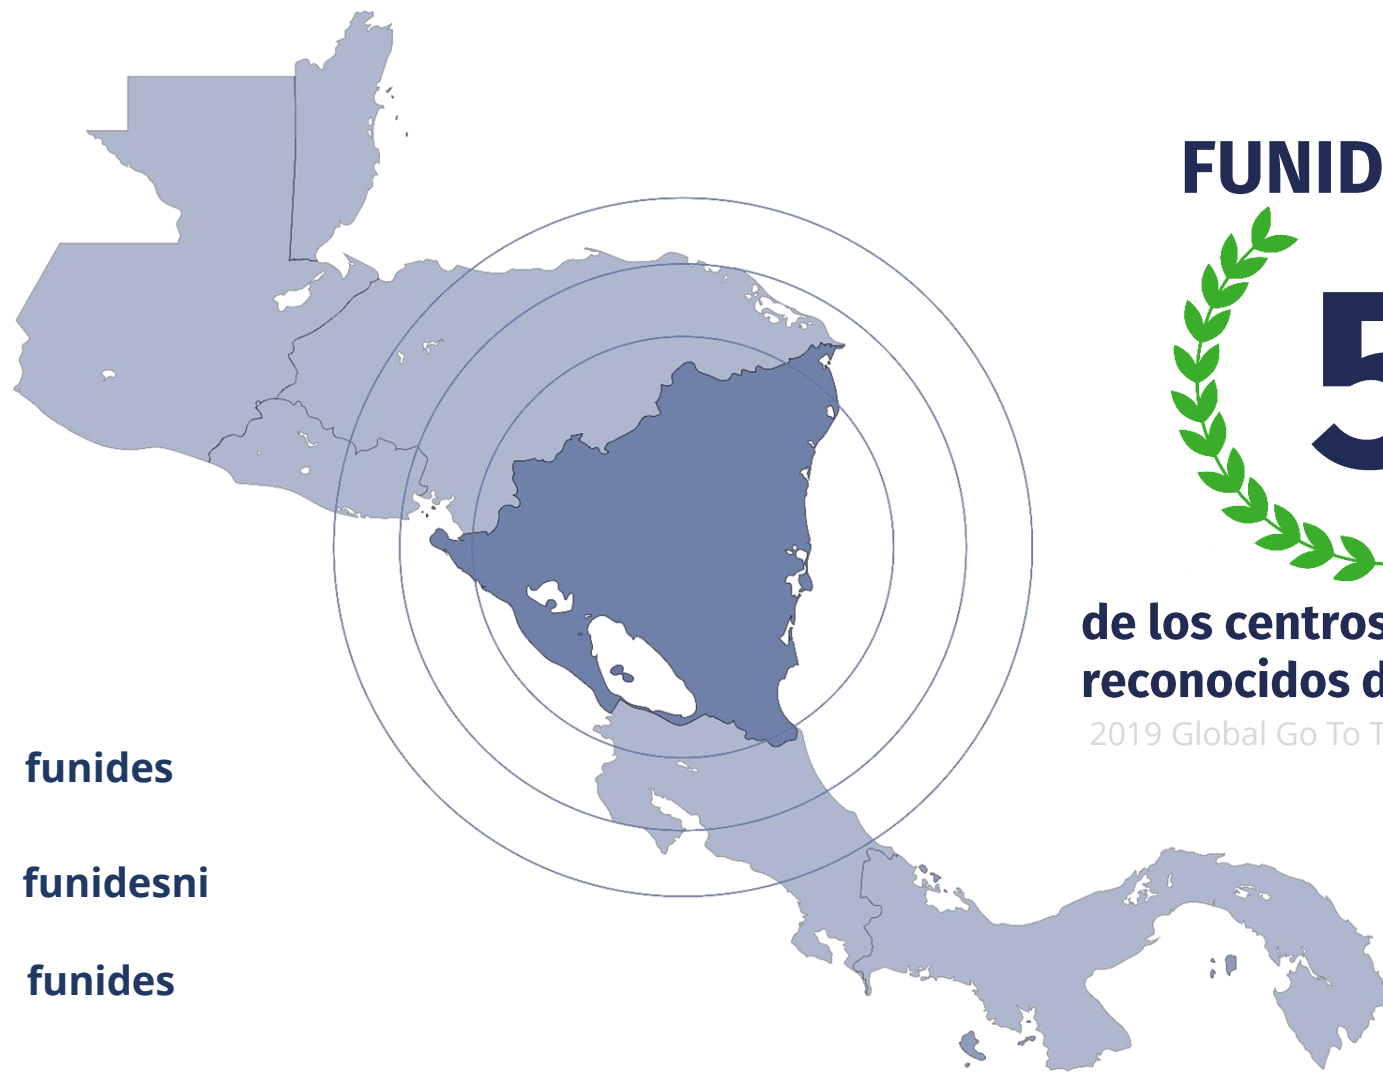 FUNID
5
de los centros
reconocidos d
2019 Global Go To T
funides
funidesni
funides